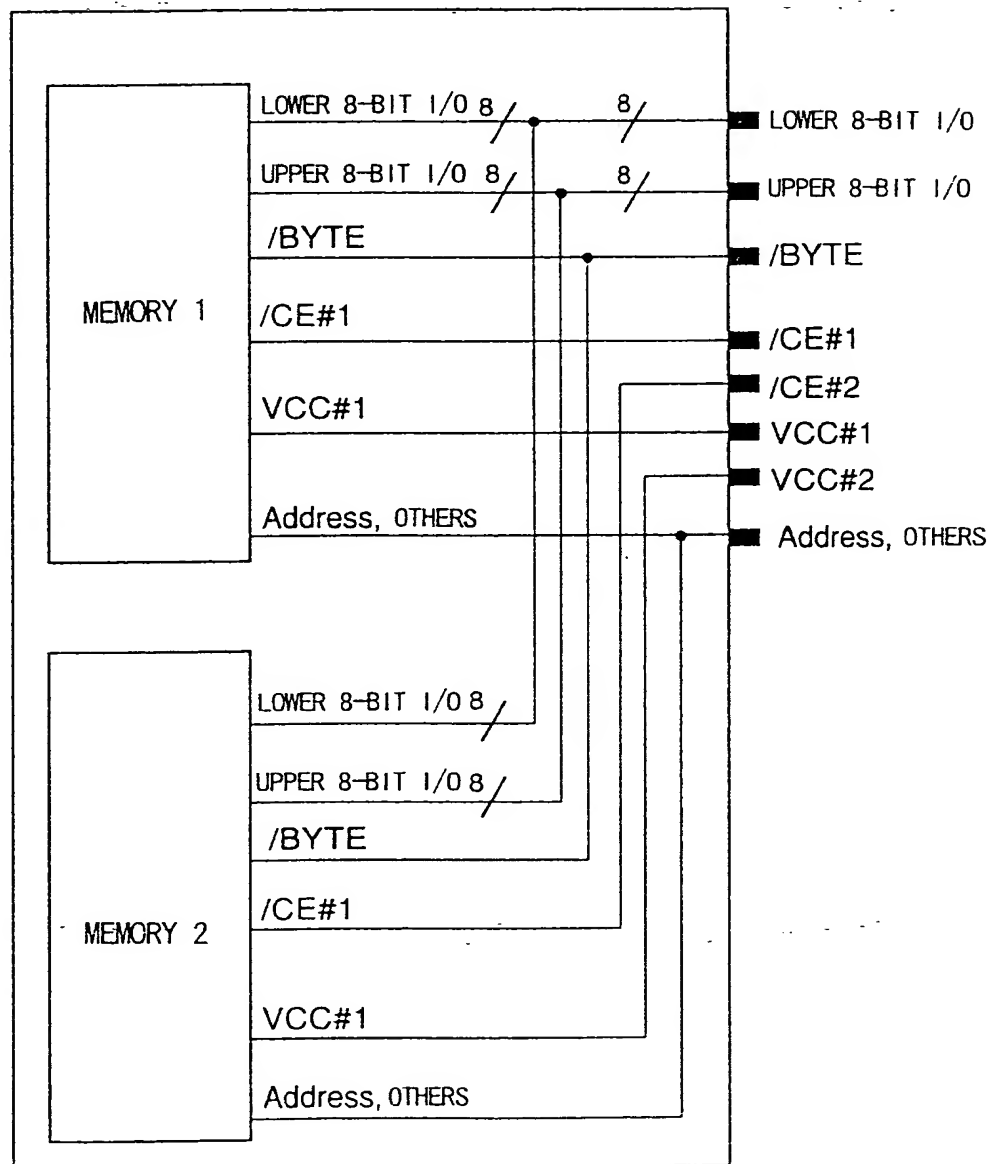 LOWER 8-BIT I/O 8 8 LOWER 8-BIT I/O
UPPER 8-BIT I/O 8 8 UPPER 8-BIT I/O
/BYTE /BYTE
MEMORY 1
/CE#1 /CE#1
/CE#2
VCC#1 VCC#1
VCC#2
Address, OTHERS Address, OTHERS
LOWER 8-BIT I/O 8
UPPER 8-BIT I/O 8
/BYTE
/CE#1
MEMORY 2
VCC#1
Address, OTHERS